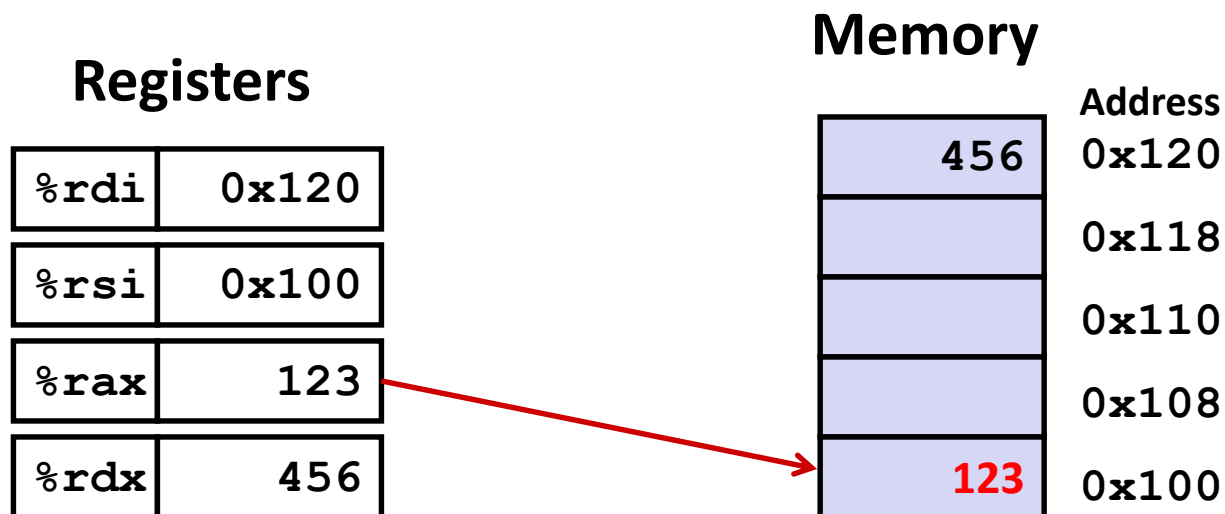 Registers
%rdi 0x120
%rsi 0x100
%rax 123
%rdx 456
Memory
Address
456 0x120
0x118
0x110
0x108
123 0x100